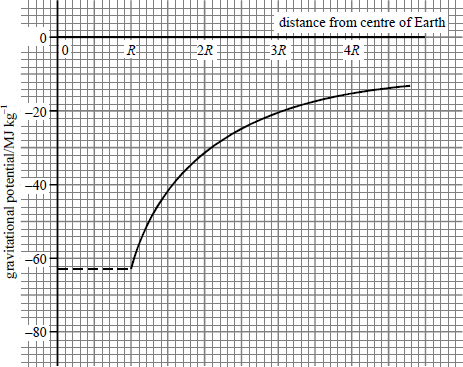 distance from centre of Earth
0
0 R 2R 3R 4R
–20
–40
–60
–80
gravitational potential/MJ kg⁻¹